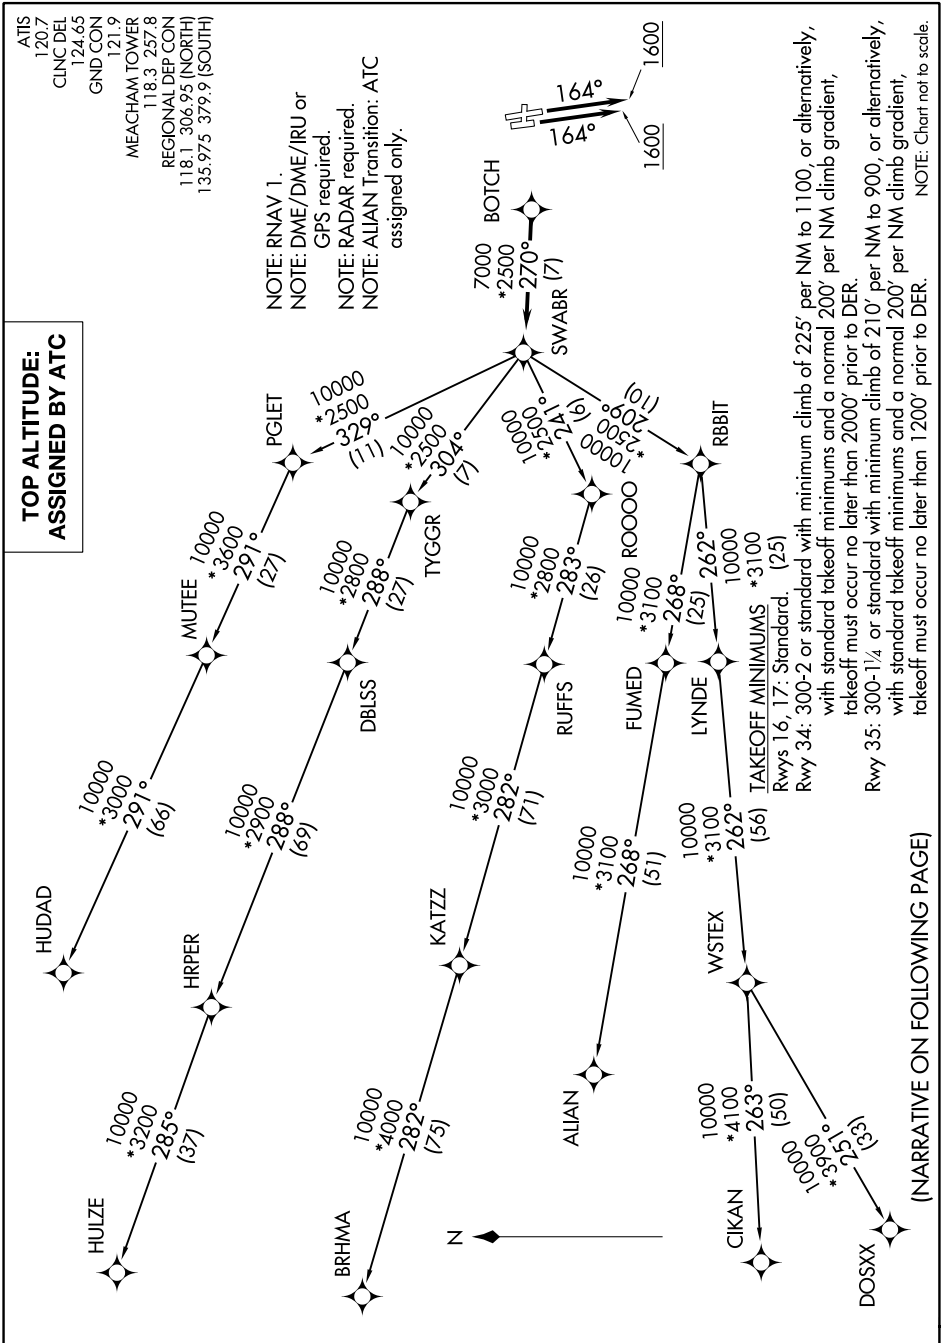 TOP ALTITUDE:
ASSIGNED BY ATC
ATIS
120.7
CLNC DEL
124.65
GND CON
121.9
MEACHAM TOWER
118.3 257.8
REGIONAL DEP CON
118.1 306.95 (NORTH)
135.975 379.9 (SOUTH)
NOTE: RNAV 1.
NOTE: DME/DME/IRU or
GPS required.
NOTE: RADAR required.
NOTE: ALIAN Transition: ATC
assigned only.
HUDAD
10000
*3000
291°
(66)
MUTEE
10000
*3600
291°
(27)
PGLET
10000
*2500
329°
(11)
HULZE
10000
*3200
285°
(37)
HRPER
10000
*2900
288°
(69)
DBLSS
10000
*2800
288°
(27)
TYGGR
10000
*2500
304°
(7)
BRHMA
10000
*4000
282°
(75)
KATZZ
10000
*3000
282°
(71)
RUFFS
10000
*2800
283°
(26)
ROOOO
10000
*2500
241°
(6)
SWABR
7000
*2500
270°
(7)
BOTCH
164°
164°
1600
1600
N
ALIAN
10000
*3100
268°
(51)
FUMED
10000
*3100
268°
(25)
RBBIT
10000
*2500
209°
(10)
LYNDE
262°
10000
*3100
(25)
WSTEX
10000
*3100
262°
(56)
CIKAN
10000
*4100
263°
(50)
DOSXX
10000
*3900
251°
(33)
TAKEOFF MINIMUMS
Rwys 16, 17: Standard.
Rwy 34: 300-2 or standard with minimum climb of 225' per NM to 1100, or alternatively,
with standard takeoff minimums and a normal 200' per NM climb gradient,
takeoff must occur no later than 2000' prior to DER.
Rwy 35: 300-1¼ or standard with minimum climb of 210' per NM to 900, or alternatively,
with standard takeoff minimums and a normal 200' per NM climb gradient,
takeoff must occur no later than 1200' prior to DER.
NOTE: Chart not to scale.
(NARRATIVE ON FOLLOWING PAGE)